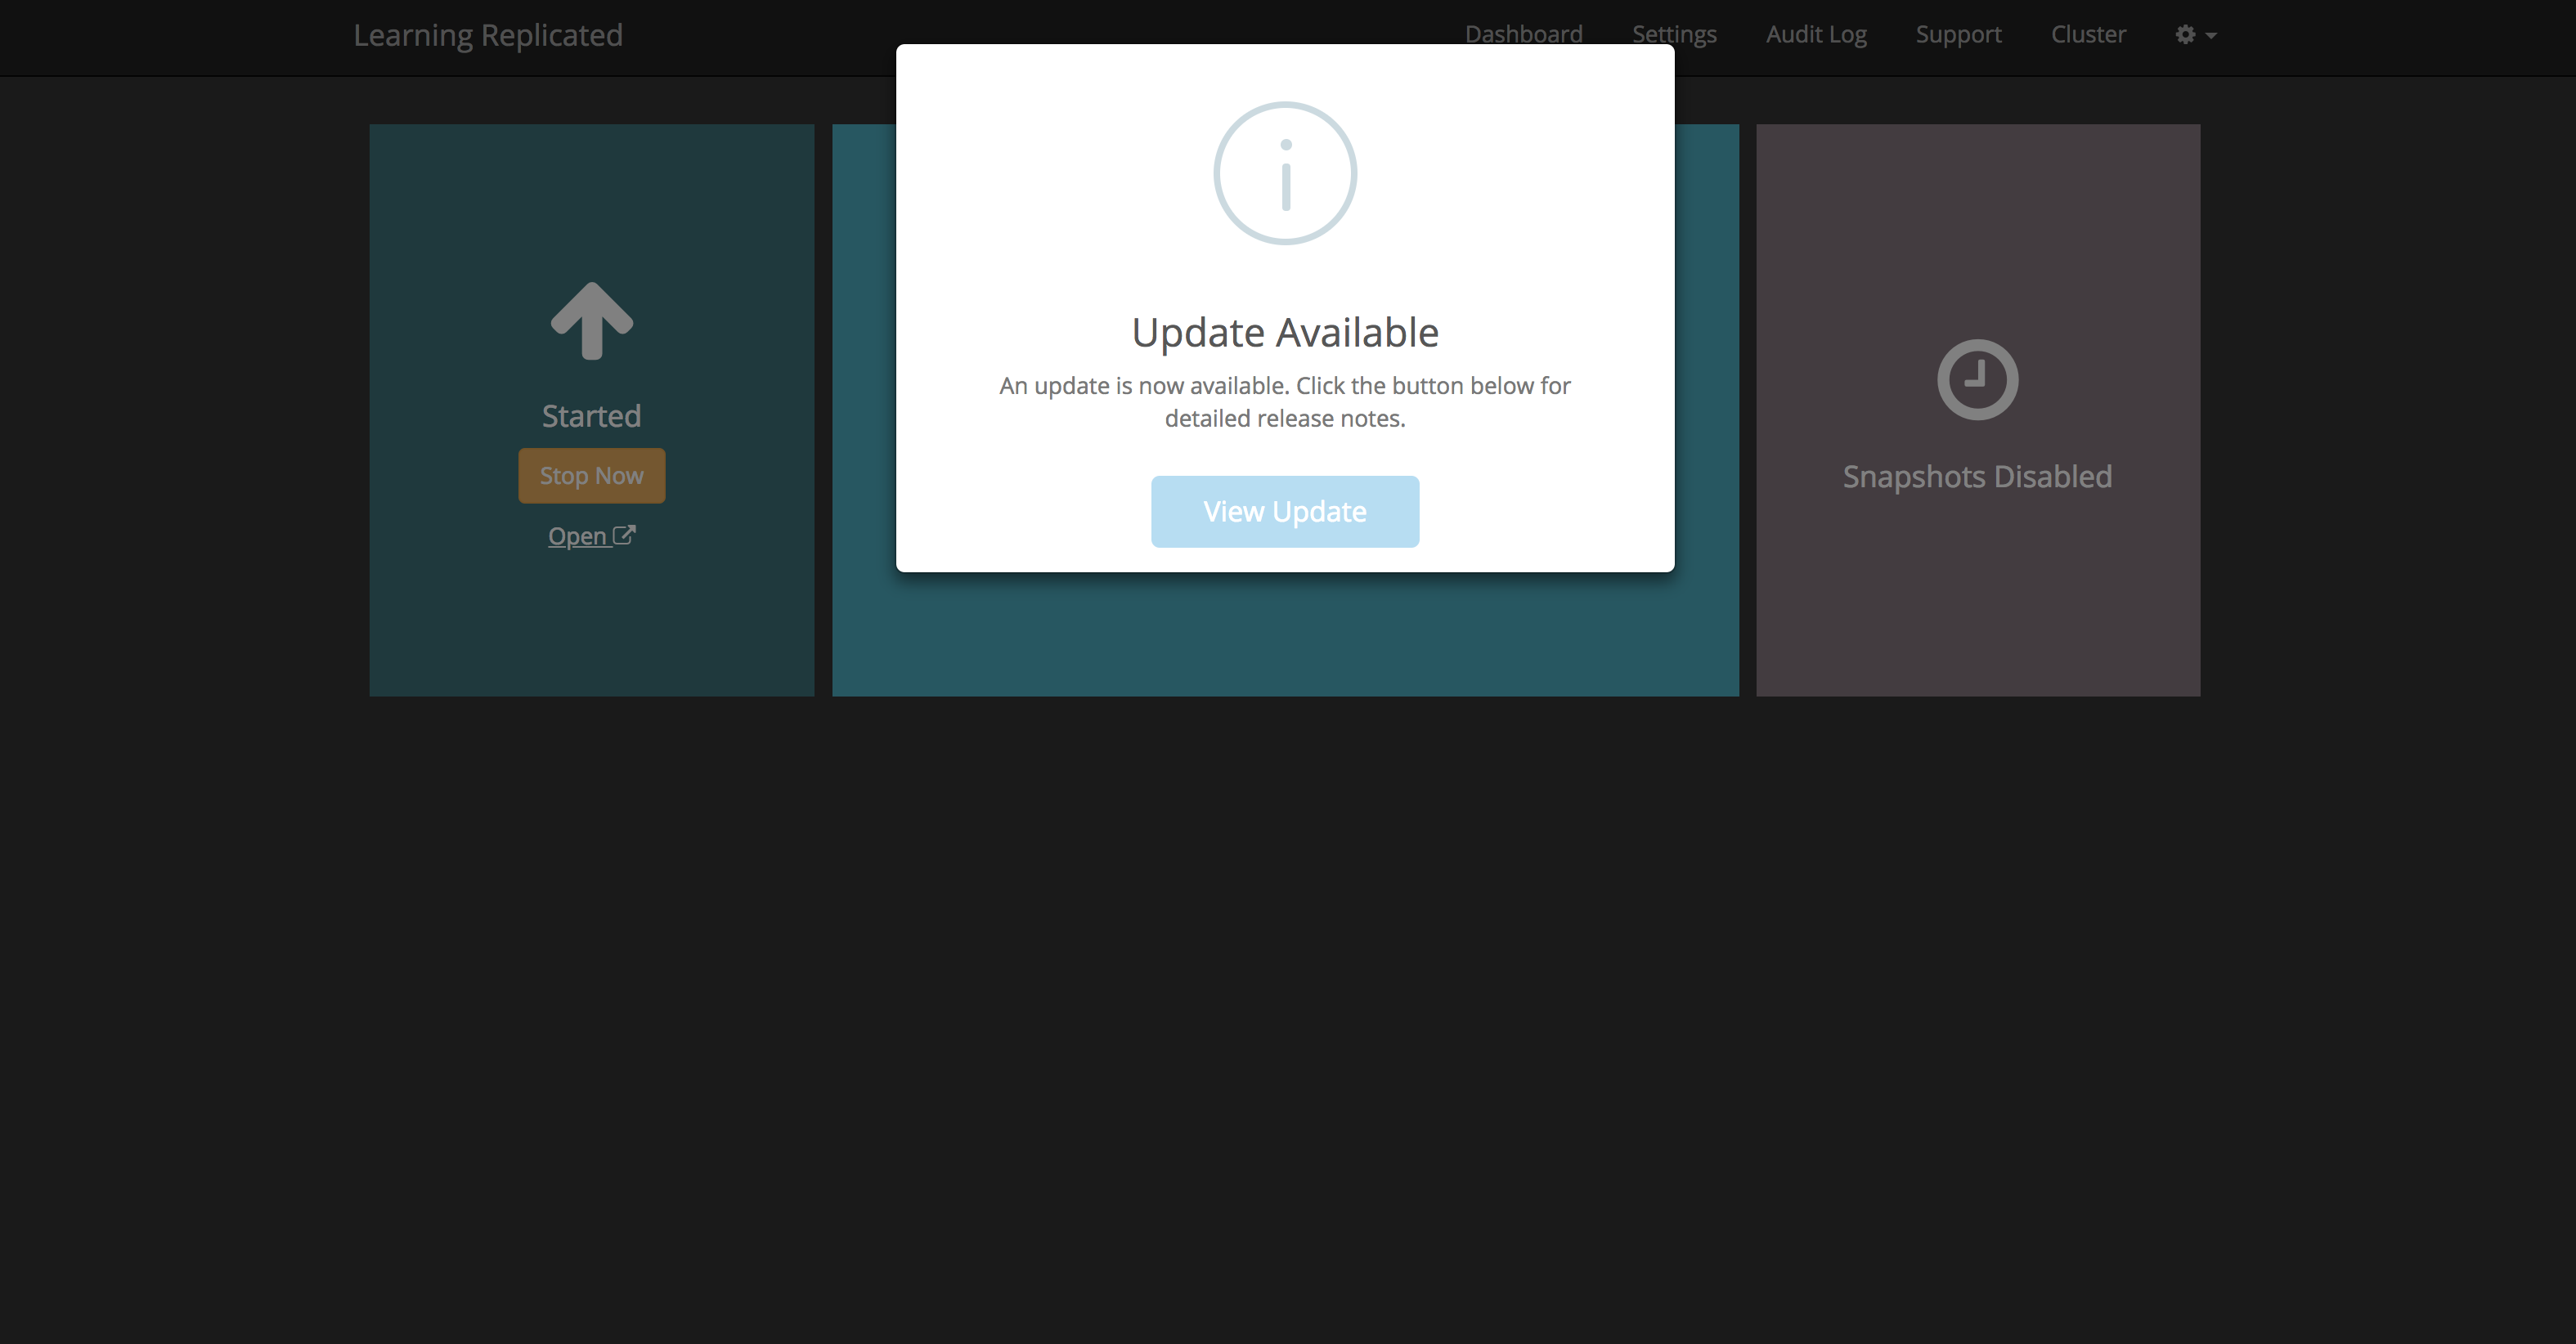 Learning Replicated
Dashboard Settings Audit Log Support Cluster
Update Available
An update is now available. Click the button below for
detailed release notes.
View Update
Started
Stop Now
Open
Snapshots Disabled